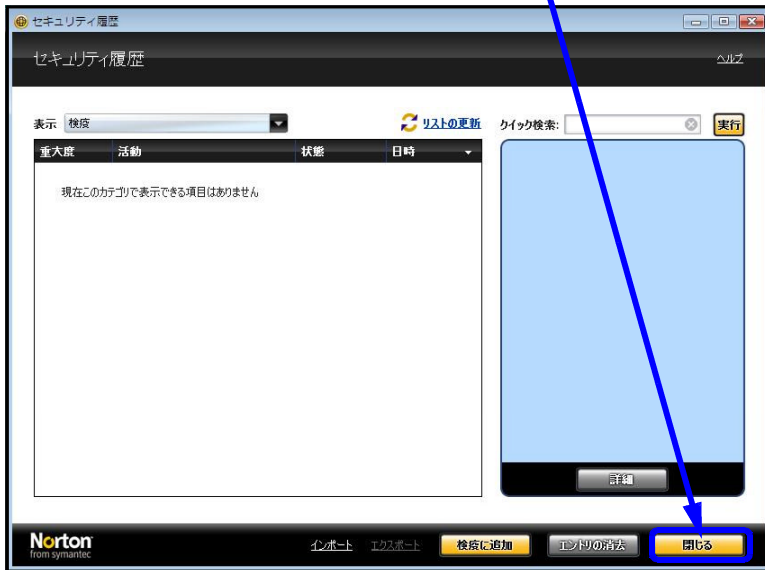 セキュリティ履歴
セキュリティ履歴
ヘルプ
表示 検疫
リストの更新
クイック検索:
実行
重大度 活動 状態 日時
現在このカテゴリで表示できる項目はありません
詳細
Norton
from symantec
インポート
エクスポート
検疫に追加
エントリの消去
閉じる